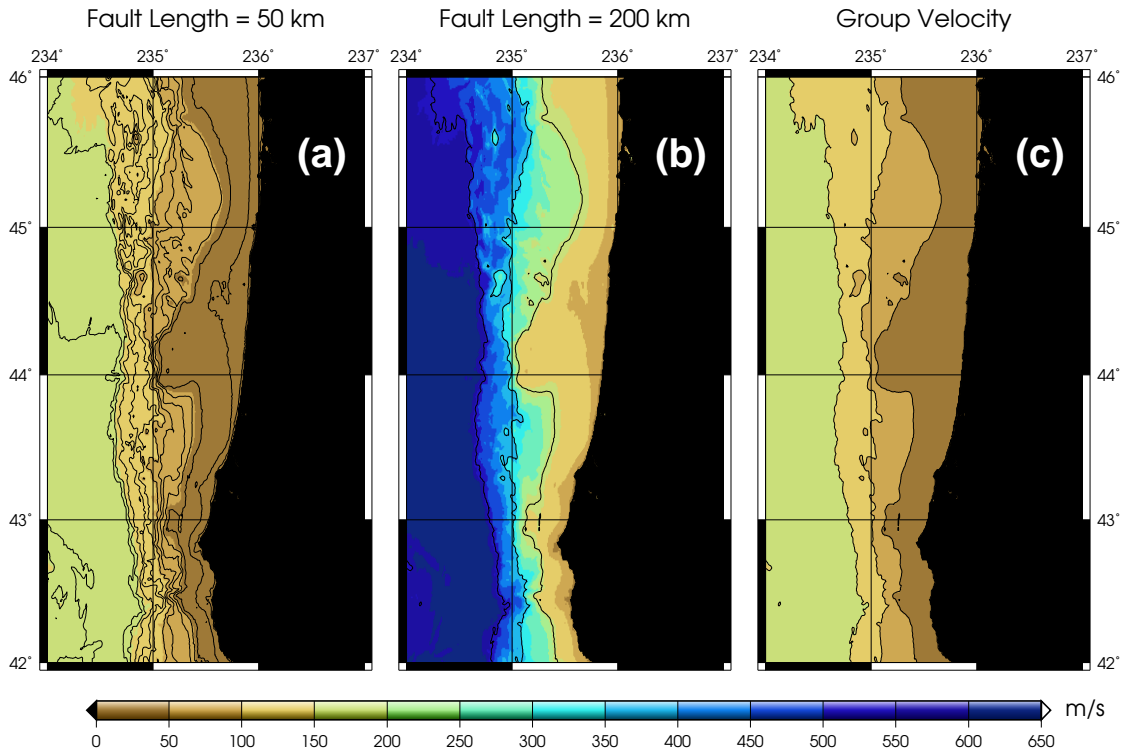 Fault Length = 50 km Fault Length = 200 km Group Velocity
234˚ 235˚ 236˚ 237˚ 234˚ 235˚ 236˚ 237˚ 234˚ 235˚ 236˚ 237˚
46˚ 46˚
(a) (b) (c)
45˚ 45˚
44˚ 44˚
43˚ 43˚
42˚ 42˚
m/s
0 50 100 150 200 250 300 350 400 450 500 550 600 650